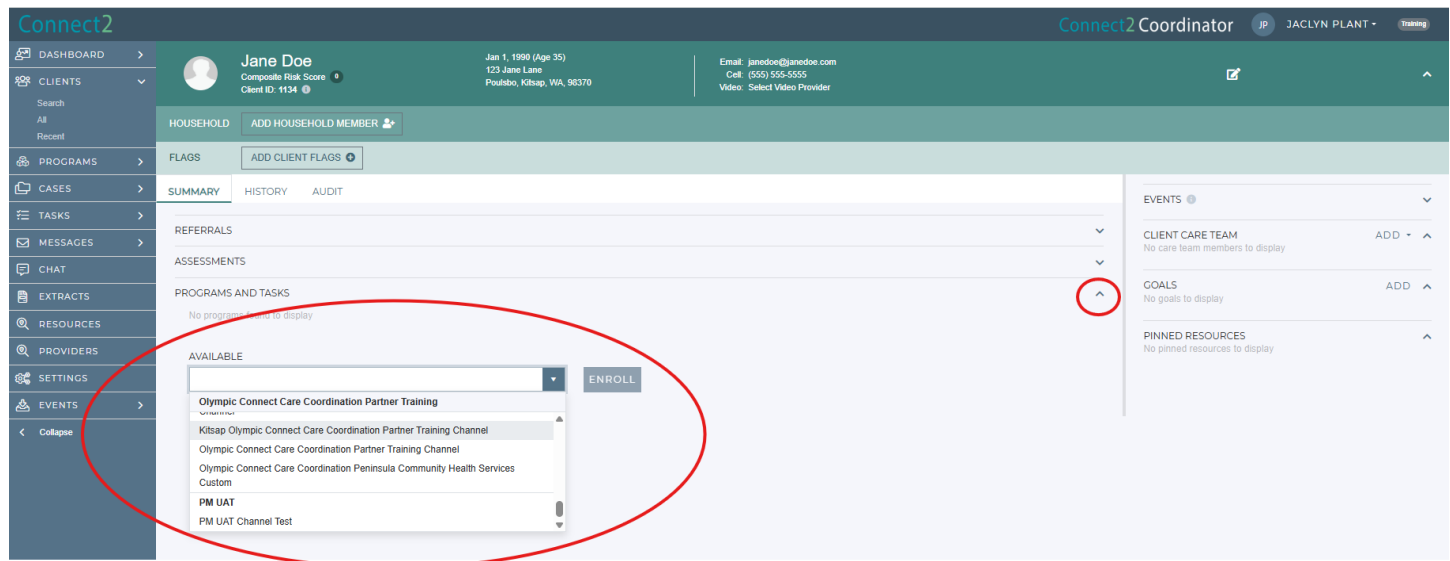 Connect2
Connect2 Coordinator JP JACLYN PLANT Training
DASHBOARD
CLIENTS
Search
All
Recent
PROGRAMS
CASES
TASKS
MESSAGES
CHAT
EXTRACTS
RESOURCES
PROVIDERS
SETTINGS
EVENTS
Collapse
Jane Doe
Composite Risk Score 0
Client ID: 1134
Jan 1, 1990 (Age 35)
123 Jane Lane
Poulsbo, Kitsap, WA, 98370
Email: janedoe@janedoe.com
Cell: (555) 555-5555
Video: Select Video Provider
HOUSEHOLD ADD HOUSEHOLD MEMBER
FLAGS ADD CLIENT FLAGS
SUMMARY HISTORY AUDIT
REFERRALS
ASSESSMENTS
PROGRAMS AND TASKS
No programs found to display
AVAILABLE
ENROLL
Olympic Connect Care Coordination Partner Training
Channel
Kitsap Olympic Connect Care Coordination Partner Training Channel
Olympic Connect Care Coordination Partner Training Channel
Olympic Connect Care Coordination Peninsula Community Health Services
Custom
PM UAT
PM UAT Channel Test
EVENTS
CLIENT CARE TEAM ADD
No care team members to display
GOALS ADD
No goals to display
PINNED RESOURCES
No pinned resources to display